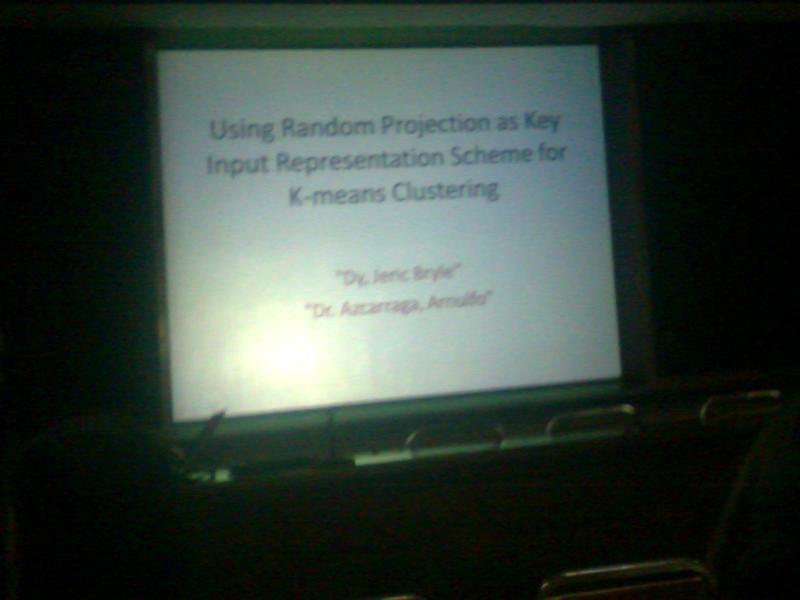 Using Random Projection as Key
Input Representation Scheme for
K-means Clustering
"Dy, Jeric Bryle"
"Dr. Azcarraga, Arnulfo"